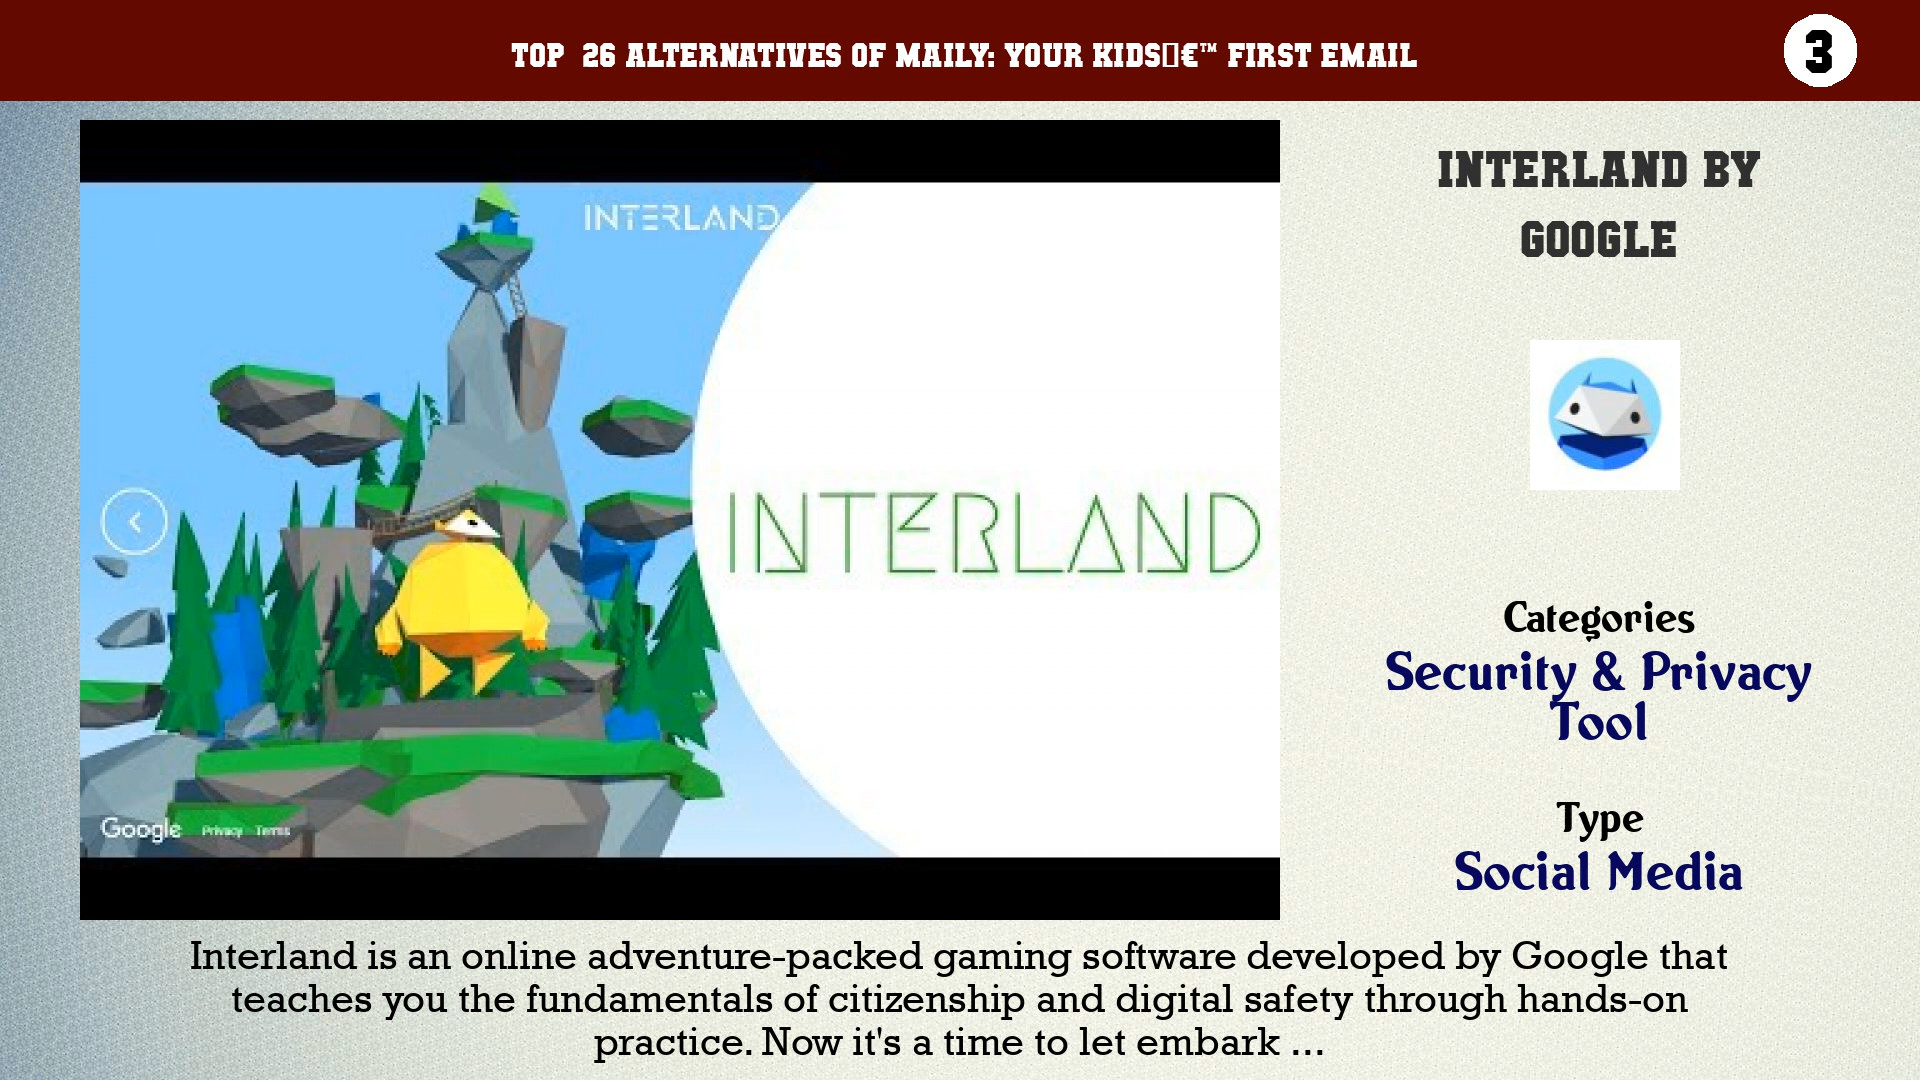 TOP 26 ALTERNATIVES OF MAILY: YOUR KIDS▯€™ FIRST EMAIL
3
INTERLAND BY
GOOGLE
INTERLAND
INTERLAND
Google Privacy Terms
Categories
Security & Privacy
Tool
Type
Social Media
Interland is an online adventure-packed gaming software developed by Google that
teaches you the fundamentals of citizenship and digital safety through hands-on
practice. Now it's a time to let embark ...